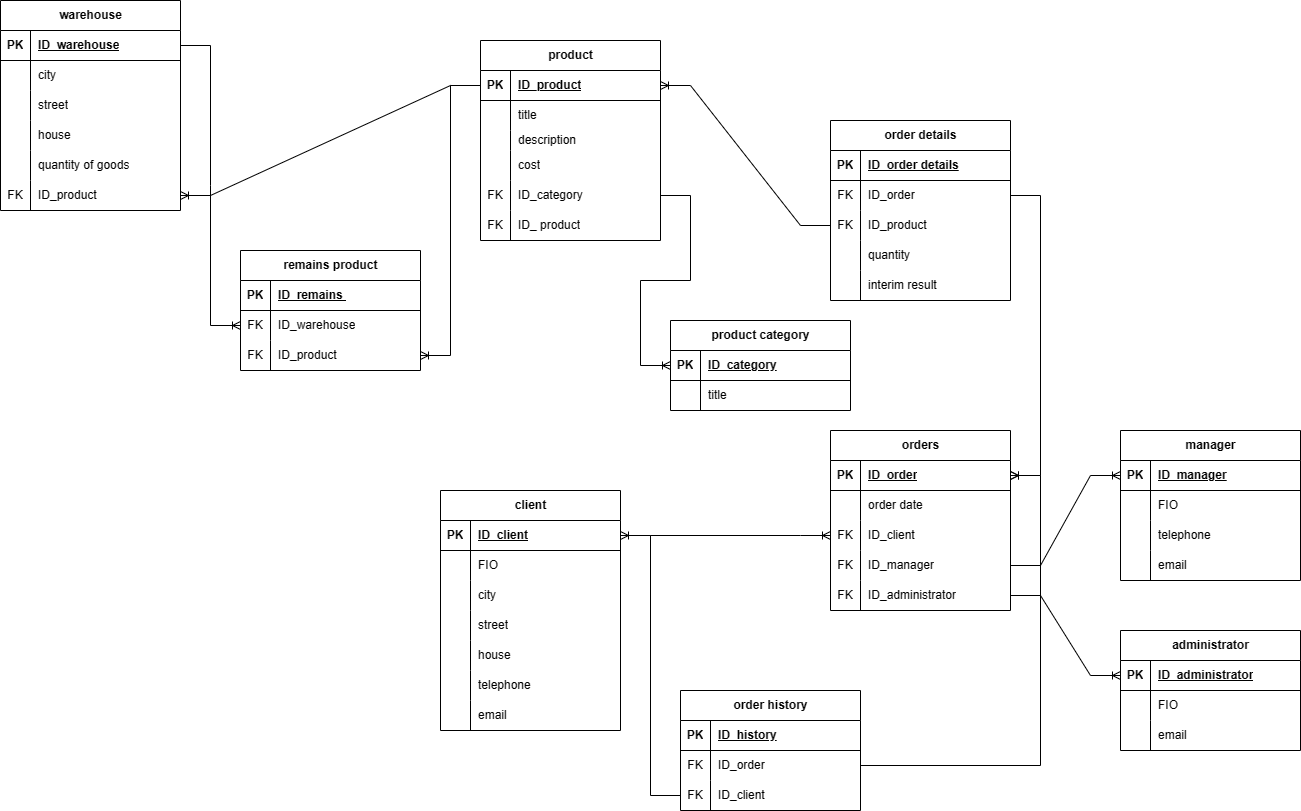 warehouse
PK ID_warehouse
city
street
house
quantity of goods
FK ID_product
product
PK ID_product
title
description
cost
FK ID_category
FK ID_ product
order details
PK ID_order details
FK ID_order
FK ID_product
quantity
interim result
remains product
PK ID_remains
FK ID_warehouse
FK ID_product
product category
PK ID_category
title
orders
PK ID_order
order date
FK ID_client
FK ID_manager
FK ID_administrator
manager
PK ID_manager
FIO
telephone
email
client
PK ID_client
FIO
city
street
house
telephone
email
administrator
PK ID_administrator
FIO
email
order history
PK ID_history
FK ID_order
FK ID_client